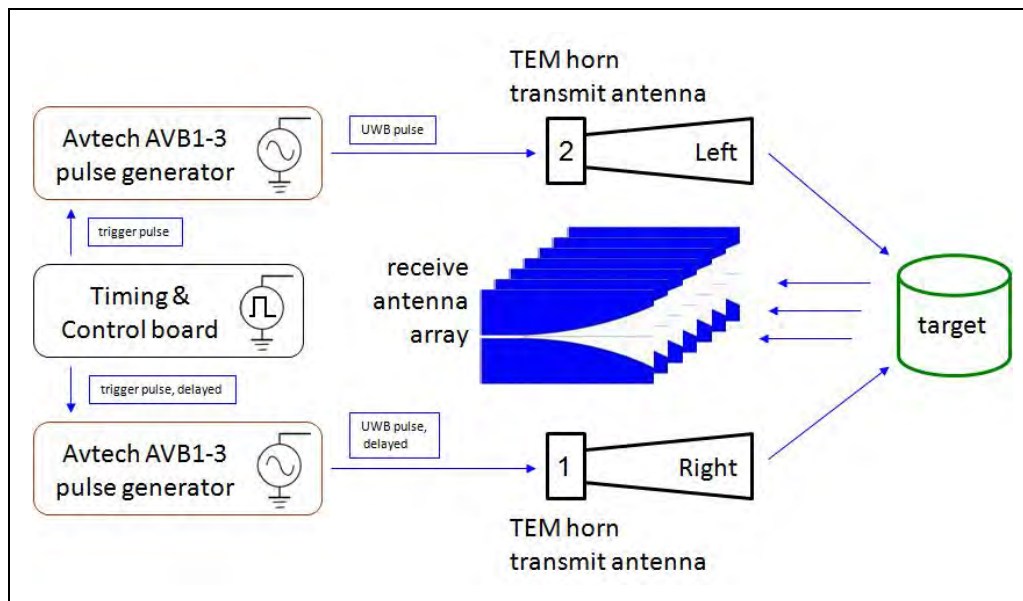 TEM horn
transmit antenna
Avtech AVB1-3
pulse generator
UWB pulse
2
Left
trigger pulse
receive
antenna
array
Timing &
Control board
target
trigger pulse, delayed
UWB pulse,
delayed
Avtech AVB1-3
pulse generator
1
Right
TEM horn
transmit antenna